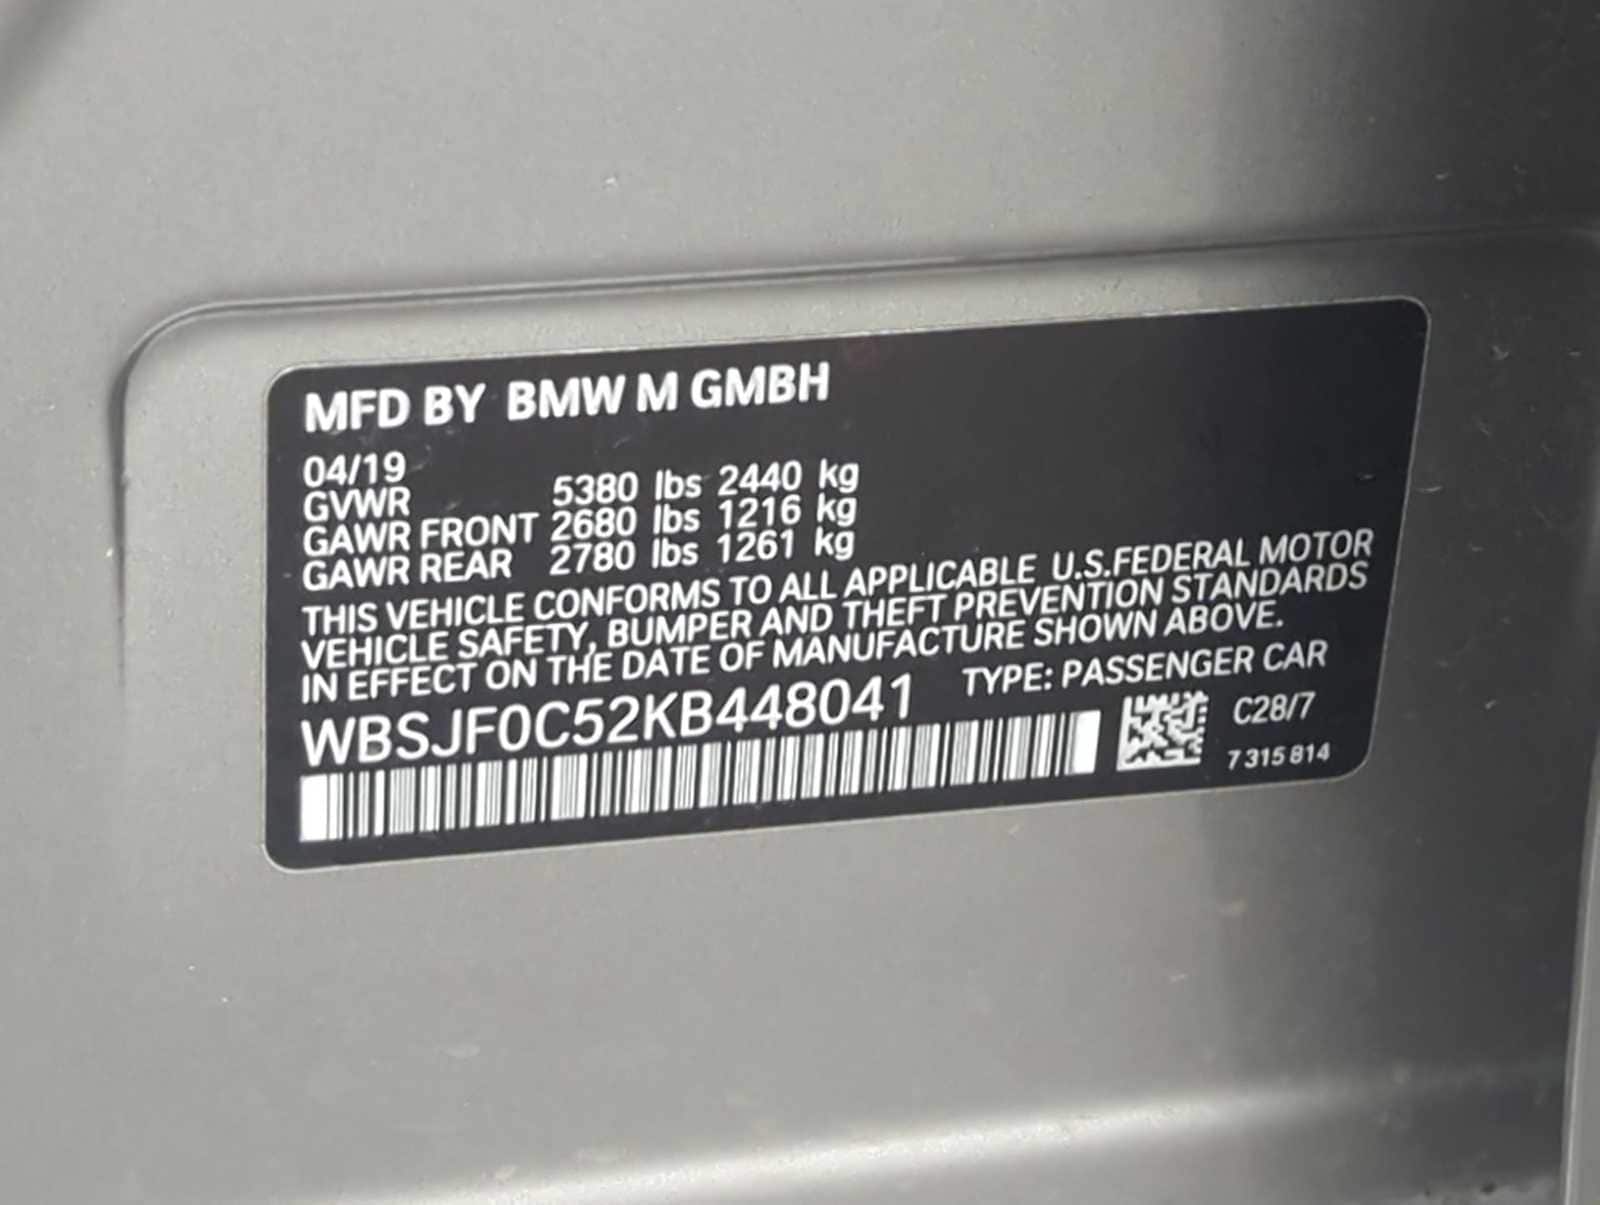 MFD BY BMW M GMBH
04/19
GVWR 5380 lbs 2440 kg
GAWR FRONT 2680 lbs 1216 kg
GAWR REAR 2780 lbs 1261 kg
THIS VEHICLE CONFORMS TO ALL APPLICABLE U.S.FEDERAL MOTOR
VEHICLE SAFETY, BUMPER AND THEFT PREVENTION STANDARDS
IN EFFECT ON THE DATE OF MANUFACTURE SHOWN ABOVE.
WBSJF0C52KB448041 TYPE: PASSENGER CAR
C28/7
7 315 814